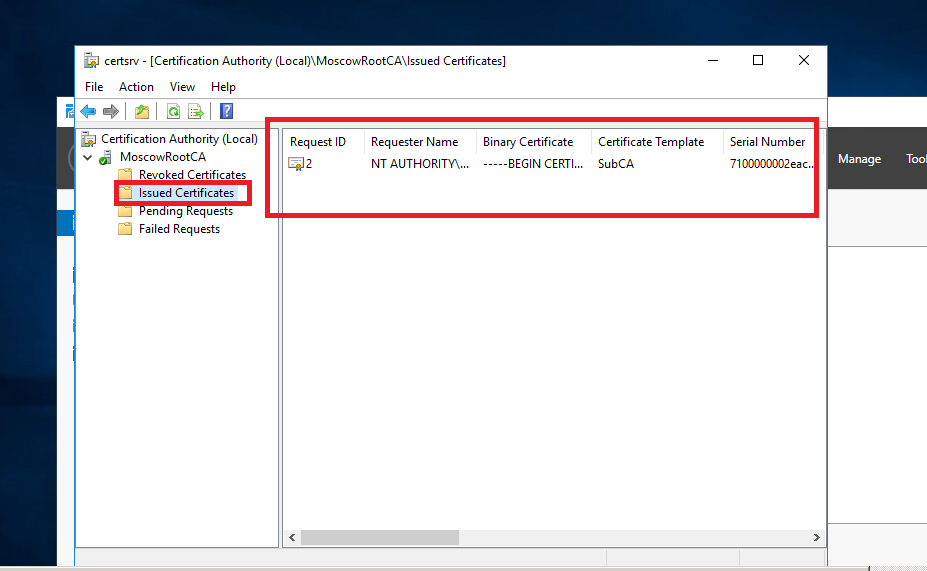 certsrv - [Certification Authority (Local)\MoscowRootCA\Issued Certificates]
File Action View Help
Certification Authority (Local)
MoscowRootCA
Revoked Certificates
Issued Certificates
Pending Requests
Failed Requests
Request ID Requester Name Binary Certificate Certificate Template Serial Number
2 NT AUTHORITY\... -----BEGIN CERTI... SubCA 7100000002eac...
Manage Tool